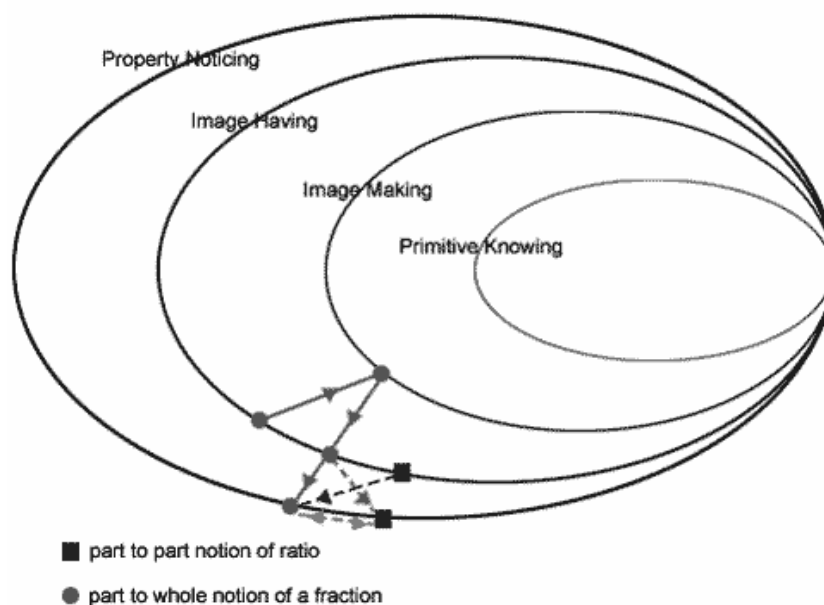 Property Noticing
Image Having
Image Making
Primitive Knowing
part to part notion of ratio
part to whole notion of a fraction